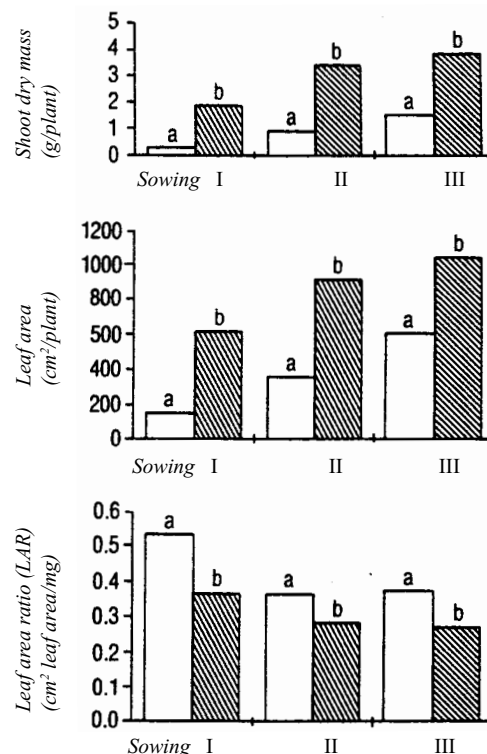 Shoot dry mass
(g/plant)
5
4
3
2
1
0
a
b
a
b
a
b
Sowing I II III
Leaf area
(cm²/plant)
1200
1000
800
500
400
200
0
a
b
a
b
a
b
Sowing I II III
Leaf area ratio (LAR)
(cm² leaf area/mg)
0.6
0.5
0.4
0.3
0.2
0.1
0.0
a
b
a
b
a
b
Sowing I II III